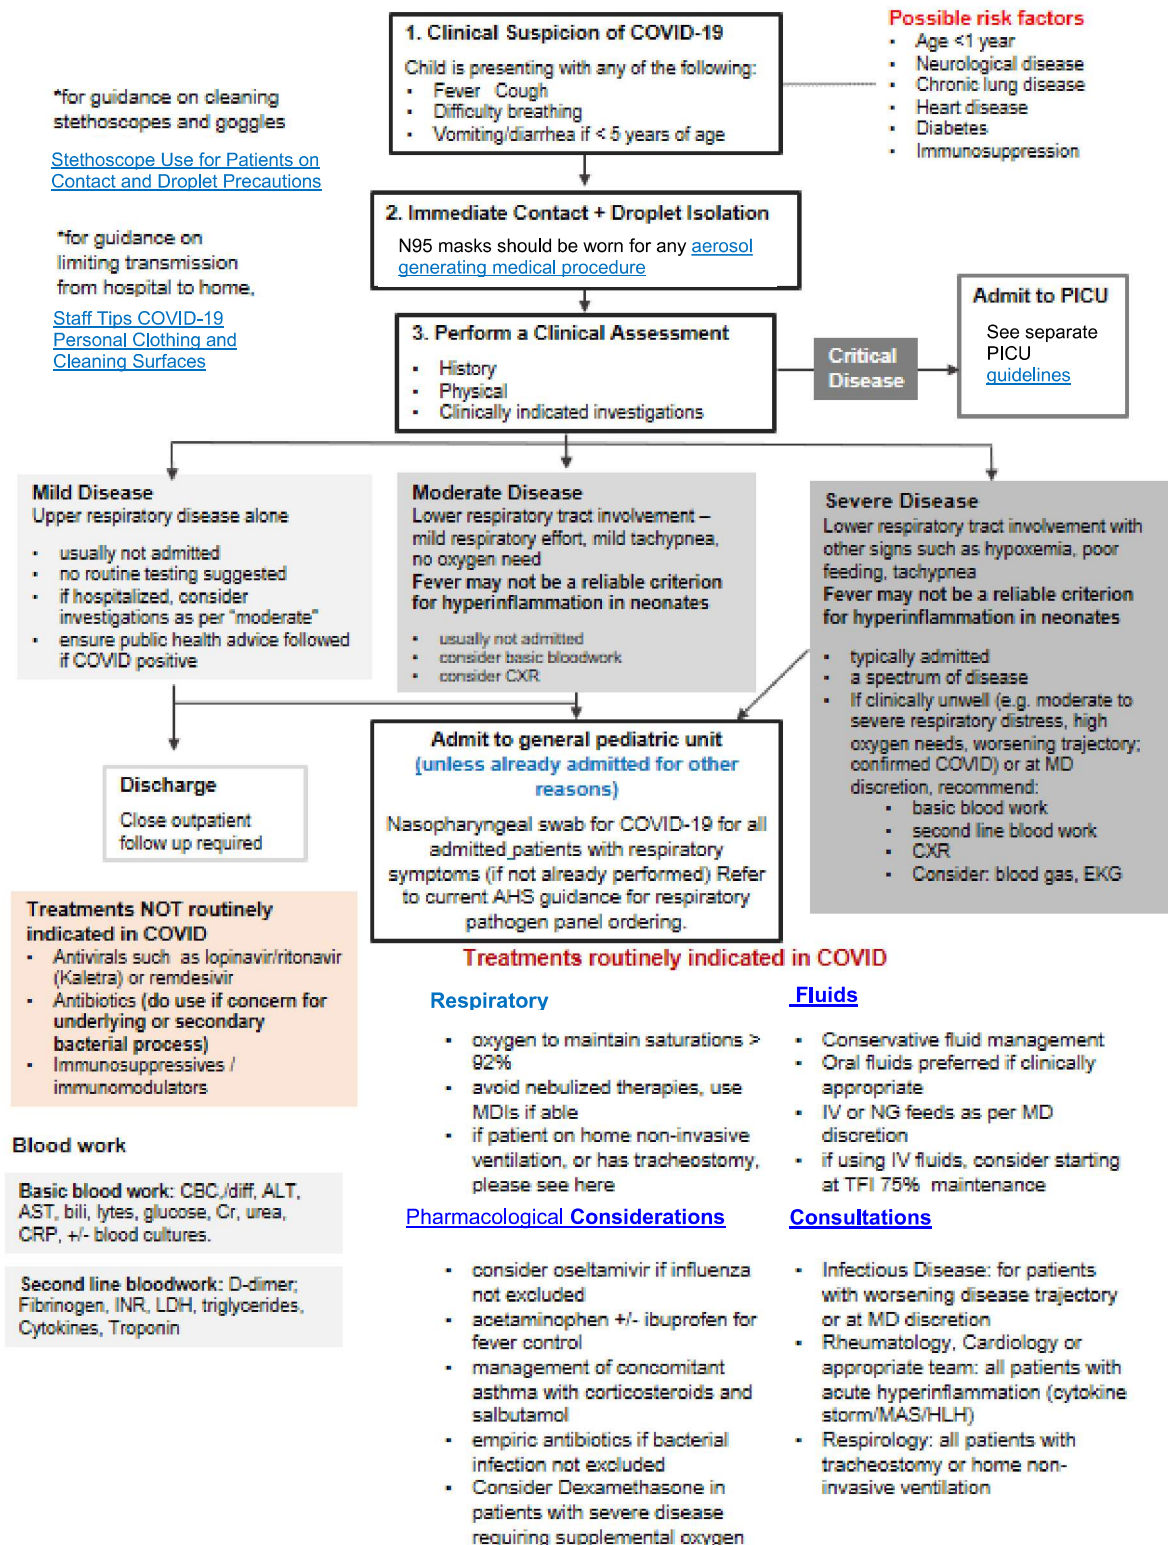 1. Clinical Suspicion of COVID-19
Child is presenting with any of the following:
▪ Fever Cough
▪ Difficulty breathing
▪ Vomiting/diarrhea if < 5 years of age
Possible risk factors
▪ Age <1 year
▪ Neurological disease
▪ Chronic lung disease
▪ Heart disease
▪ Diabetes
▪ Immunosuppression
*for guidance on cleaning
stethoscopes and goggles
Stethoscope Use for Patients on
Contact and Droplet Precautions
*for guidance on
limiting transmission
from hospital to home,
Staff Tips COVID-19
Personal Clothing and
Cleaning Surfaces
2. Immediate Contact + Droplet Isolation
N95 masks should be worn for any aerosol
generating medical procedure
3. Perform a Clinical Assessment
▪ History
▪ Physical
▪ Clinically indicated investigations
Critical
Disease
Admit to PICU
See separate
PICU
guidelines
Mild Disease
Upper respiratory disease alone
▪ usually not admitted
▪ no routine testing suggested
▪ if hospitalized, consider
investigations as per "moderate"
▪ ensure public health advice followed
if COVID positive
Moderate Disease
Lower respiratory tract involvement –
mild respiratory effort, mild tachypnea,
no oxygen need
Fever may not be a reliable criterion
for hyperinflammation in neonates
▪ usually not admitted
▪ consider basic bloodwork
▪ consider CXR
Severe Disease
Lower respiratory tract involvement with
other signs such as hypoxemia, poor
feeding, tachypnea
Fever may not be a reliable criterion
for hyperinflammation in neonates
▪ typically admitted
▪ a spectrum of disease
▪ If clinically unwell (e.g. moderate to
severe respiratory distress, high
oxygen needs, worsening trajectory;
confirmed COVID) or at MD
discretion, recommend:
▪ basic blood work
▪ second line blood work
▪ CXR
▪ Consider: blood gas, EKG
Discharge
Close outpatient
follow up required
Admit to general pediatric unit
(unless already admitted for other
reasons)
Nasopharyngeal swab for COVID-19 for all
admitted patients with respiratory
symptoms (if not already performed) Refer
to current AHS guidance for respiratory
pathogen panel ordering.
Treatments NOT routinely
indicated in COVID
▪ Antivirals such as lopinavir/ritonavir
(Kaletra) or remdesivir
▪ Antibiotics (do use if concern for
underlying or secondary
bacterial process)
▪ Immunosuppressives /
immunomodulators
Blood work
Basic blood work: CBC,/diff, ALT,
AST, bili, lytes, glucose, Cr, urea,
CRP, +/- blood cultures.
Second line bloodwork: D-dimer;
Fibrinogen, INR, LDH, triglycerides,
Cytokines, Troponin
Treatments routinely indicated in COVID
Respiratory
▪ oxygen to maintain saturations >
92%
▪ avoid nebulized therapies, use
MDIs if able
▪ if patient on home non-invasive
ventilation, or has tracheostomy,
please see here
Fluids
▪ Conservative fluid management
▪ Oral fluids preferred if clinically
appropriate
▪ IV or NG feeds as per MD
discretion
▪ if using IV fluids, consider starting
at TFI 75% maintenance
Pharmacological Considerations
▪ consider oseltamivir if influenza
not excluded
▪ acetaminophen +/- ibuprofen for
fever control
▪ management of concomitant
asthma with corticosteroids and
salbutamol
▪ empiric antibiotics if bacterial
infection not excluded
▪ Consider Dexamethasone in
patients with severe disease
requiring supplemental oxygen
Consultations
▪ Infectious Disease: for patients
with worsening disease trajectory
or at MD discretion
▪ Rheumatology, Cardiology or
appropriate team: all patients with
acute hyperinflammation (cytokine
storm/MAS/HLH)
▪ Respirology: all patients with
tracheostomy or home non-
invasive ventilation